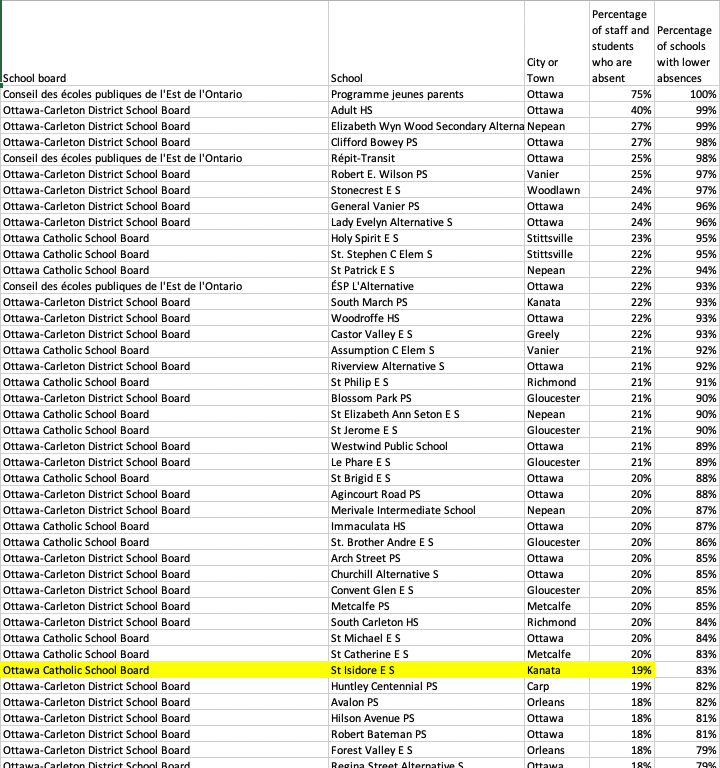 School board School City or Town Percentage of staff and students who are absent Percentage of schools with lower absences
Conseil des écoles publiques de l'Est de l'Ontario Programme jeunes parents Ottawa 75% 100%
Ottawa-Carleton District School Board Adult HS Ottawa 40% 99%
Ottawa-Carleton District School Board Elizabeth Wyn Wood Secondary Alterna Nepean 27% 99%
Ottawa-Carleton District School Board Clifford Bowey PS Ottawa 27% 98%
Conseil des écoles publiques de l'Est de l'Ontario Répit-Transit Ottawa 25% 98%
Ottawa-Carleton District School Board Robert E. Wilson PS Vanier 25% 97%
Ottawa-Carleton District School Board Stonecrest E S Woodlawn 24% 97%
Ottawa-Carleton District School Board General Vanier PS Ottawa 24% 96%
Ottawa-Carleton District School Board Lady Evelyn Alternative S Ottawa 24% 96%
Ottawa Catholic School Board Holy Spirit E S Stittsville 23% 95%
Ottawa Catholic School Board St. Stephen C Elem S Stittsville 22% 95%
Ottawa Catholic School Board St Patrick E S Nepean 22% 94%
Conseil des écoles publiques de l'Est de l'Ontario ÉSP L'Alternative Ottawa 22% 93%
Ottawa-Carleton District School Board South March PS Kanata 22% 93%
Ottawa-Carleton District School Board Woodroffe HS Ottawa 22% 93%
Ottawa-Carleton District School Board Castor Valley E S Greely 22% 93%
Ottawa Catholic School Board Assumption C Elem S Vanier 21% 92%
Ottawa-Carleton District School Board Riverview Alternative S Ottawa 21% 92%
Ottawa Catholic School Board St Philip E S Richmond 21% 91%
Ottawa-Carleton District School Board Blossom Park PS Gloucester 21% 90%
Ottawa Catholic School Board St Elizabeth Ann Seton E S Nepean 21% 90%
Ottawa Catholic School Board St Jerome E S Gloucester 21% 90%
Ottawa-Carleton District School Board Westwind Public School Ottawa 21% 89%
Ottawa-Carleton District School Board Le Phare E S Gloucester 21% 89%
Ottawa Catholic School Board St Brigid E S Ottawa 20% 88%
Ottawa-Carleton District School Board Agincourt Road PS Ottawa 20% 88%
Ottawa-Carleton District School Board Merivale Intermediate School Nepean 20% 87%
Ottawa Catholic School Board Immaculata HS Ottawa 20% 87%
Ottawa Catholic School Board St. Brother Andre E S Gloucester 20% 86%
Ottawa-Carleton District School Board Arch Street PS Ottawa 20% 85%
Ottawa-Carleton District School Board Churchill Alternative S Ottawa 20% 85%
Ottawa-Carleton District School Board Convent Glen E S Gloucester 20% 85%
Ottawa-Carleton District School Board Metcalfe PS Metcalfe 20% 85%
Ottawa-Carleton District School Board South Carleton HS Richmond 20% 84%
Ottawa Catholic School Board St Michael E S Ottawa 20% 84%
Ottawa Catholic School Board St Catherine E S Metcalfe 20% 83%
Ottawa Catholic School Board St Isidore E S Kanata 19% 83%
Ottawa-Carleton District School Board Huntley Centennial PS Carp 19% 82%
Ottawa-Carleton District School Board Avalon PS Orleans 18% 82%
Ottawa-Carleton District School Board Hilson Avenue PS Ottawa 18% 81%
Ottawa-Carleton District School Board Robert Bateman PS Ottawa 18% 81%
Ottawa-Carleton District School Board Forest Valley E S Orleans 18% 79%
Ottawa-Carleton District School Board Regina Street Alternative S Ottawa 18% 79%